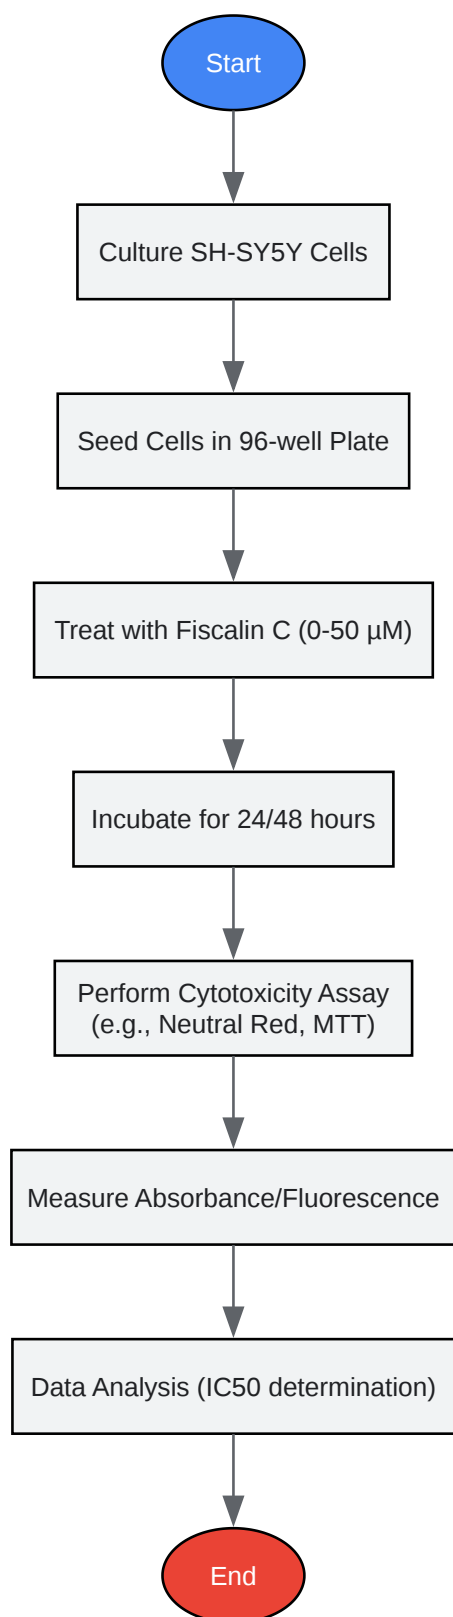 Start
Culture SH-SY5Y Cells
Seed Cells in 96-well Plate
Treat with Fiscalin C (0-50 µM)
Incubate for 24/48 hours
Perform Cytotoxicity Assay
(e.g., Neutral Red, MTT)
Measure Absorbance/Fluorescence
Data Analysis (IC50 determination)
End